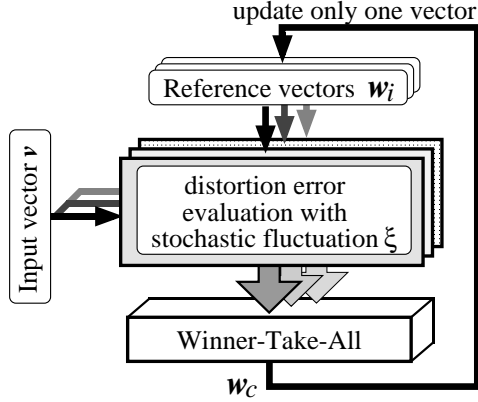 update only one vector
Reference vectors w_i
Input vector v
distortion error
evaluation with
stochastic fluctuation ξ
Winner-Take-All
w_c